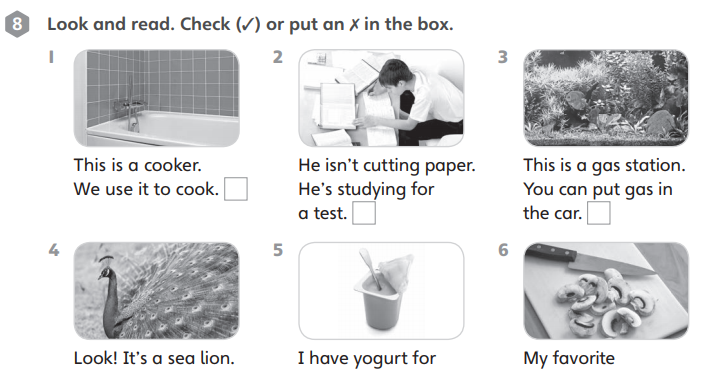 8 Look and read. Check (✓) or put an ✗ in the box.
1
This is a cooker.
We use it to cook.
2
He isn't cutting paper.
He's studying for
a test.
3
This is a gas station.
You can put gas in
the car.
4
Look! It's a sea lion.
5
I have yogurt for
6
My favorite